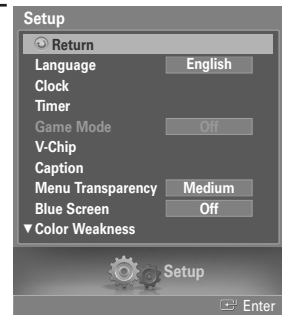 Setup
Return
Language English
Clock
Timer
Game Mode Off
V-Chip
Caption
Menu Transparency Medium
Blue Screen Off
▼ Color Weakness
Setup
Enter